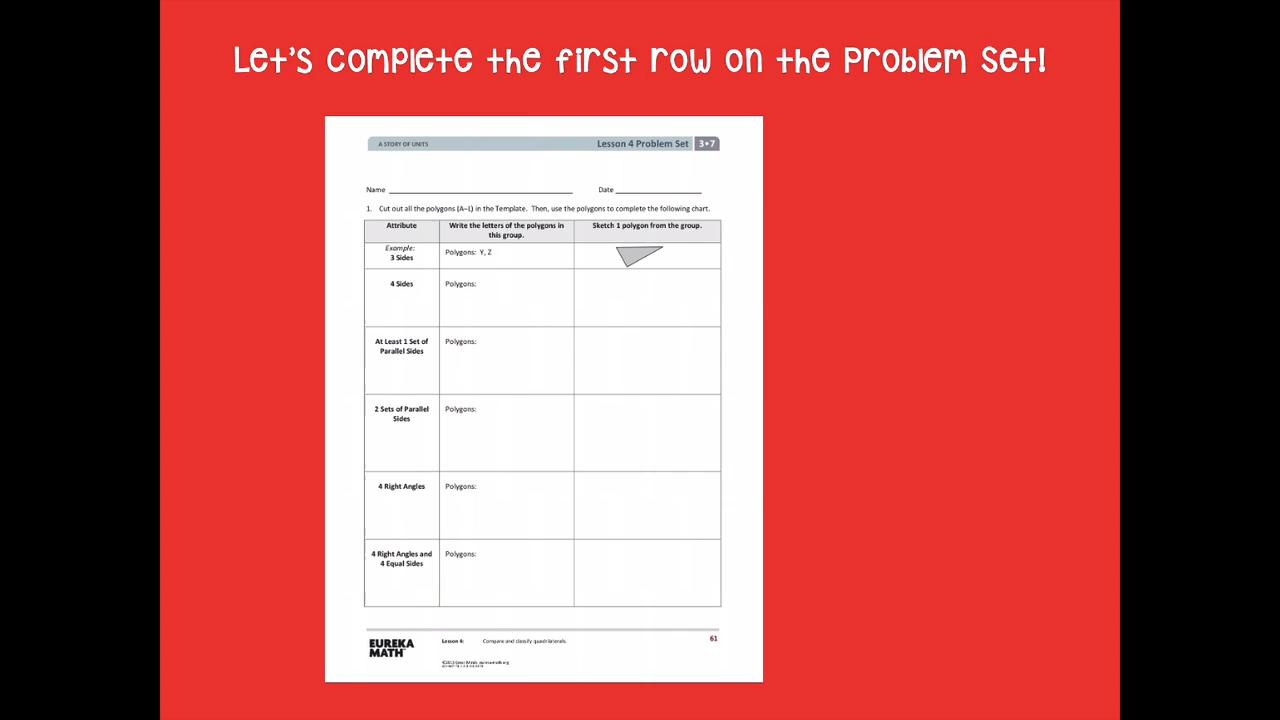 Let's complete the first row on the Problem Set!
A STORY OF UNITS
Lesson 4 Problem Set 3•7
Name
Date
1. Cut out all the polygons (A–L) in the Template. Then, use the polygons to complete the following chart.
Attribute
Write the letters of the polygons in
this group.
Sketch 1 polygon from the group.
Example:
3 Sides
Polygons: Y, Z
4 Sides
Polygons:
At Least 1 Set of
Parallel Sides
Polygons:
2 Sets of Parallel
Sides
Polygons:
4 Right Angles
Polygons:
4 Right Angles and
4 Equal Sides
Polygons:
EUREKA
MATH
Lesson 4:
Compare and classify quadrilaterals.
61